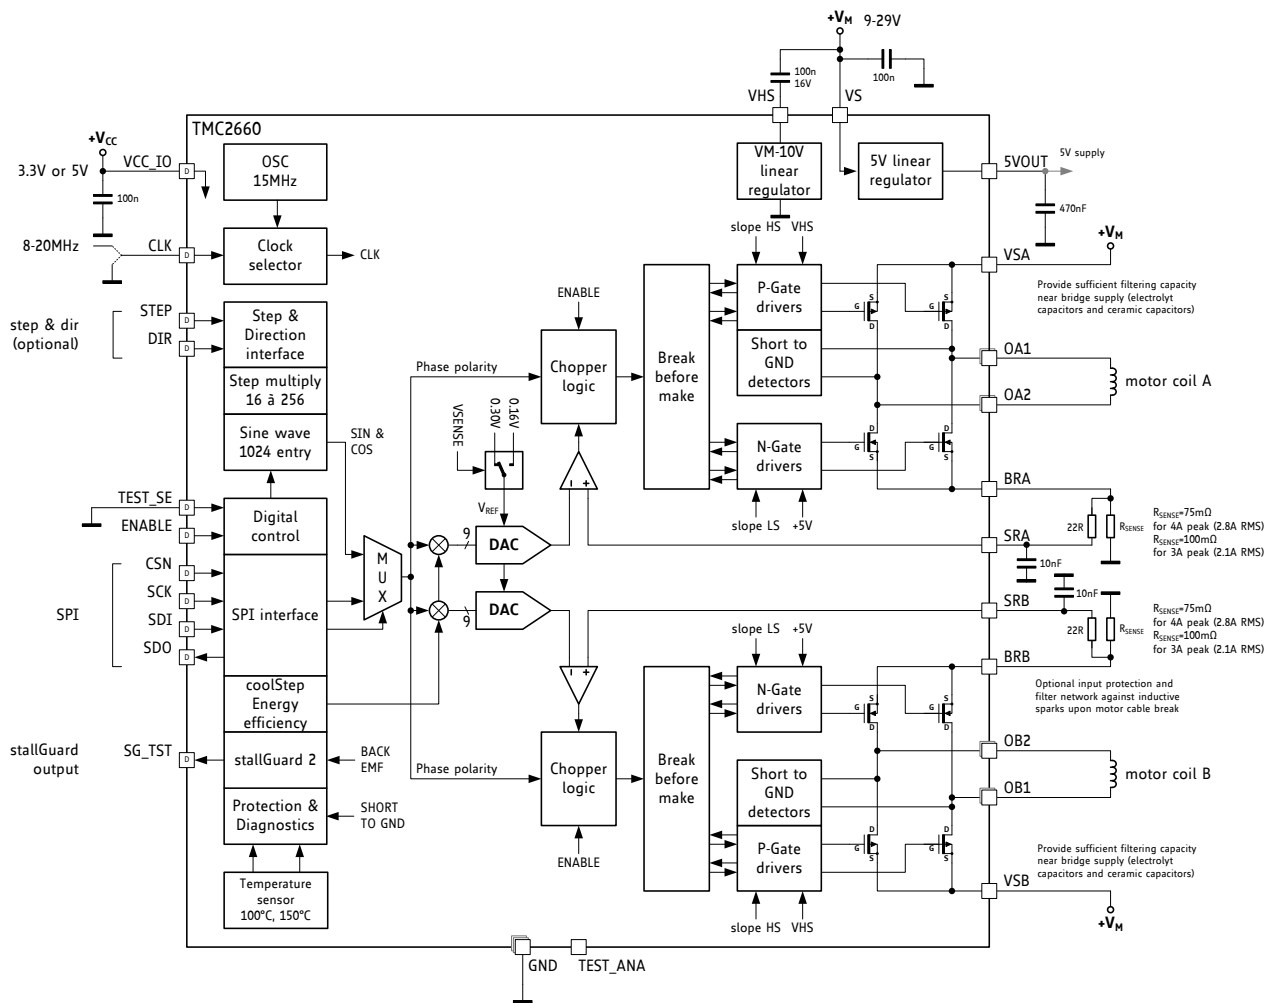 +VM 9-29V
100n
16V
100n
VHS
VS
TMC2660
+VCC
3.3V or 5V
VCC_IO
D
100n
OSC
15MHz
VM-10V
linear
regulator
5V linear
regulator
5VOUT
5V supply
470nF
8-20MHz
CLK
D
Clock
selector
CLK
slope HS
VHS
+VM
VSA
Provide sufficient filtering capacity
near bridge supply (electrolyt
capacitors and ceramic capacitors)
step & dir
(optional)
STEP
D
DIR
D
Step &
Direction
interface
Step multiply
16 à 256
Sine wave
1024 entry
SIN &
COS
ENABLE
Phase polarity
Chopper
logic
Break
before
make
P-Gate
drivers
Short to
GND
detectors
N-Gate
drivers
S
G
D
S
G
D
D
G
S
D
G
S
OA1
OA2
motor coil A
BRA
VSENSE
0.30V
0.16V
VREF
- +
slope LS
+5V
TEST_SE
D
ENABLE
D
Digital
control
MUX
9
DAC
9
DAC
SRA
22R
RSENSE
10nF
RSENSE=75mΩ
for 4A peak (2.8A RMS)
RSENSE=100mΩ
for 3A peak (2.1A RMS)
SPI
CSN
D
SCK
D
SDI
D
SDO
D
SPI interface
10nF
SRB
22R
RSENSE
RSENSE=75mΩ
for 4A peak (2.8A RMS)
RSENSE=100mΩ
for 3A peak (2.1A RMS)
BRB
Optional input protection and
filter network against inductive
sparks upon motor cable break
coolStep
Energy
efficiency
- +
slope LS
+5V
N-Gate
drivers
S
G
D
S
G
D
stallGuard
output
SG_TST
D
stallGuard 2
BACK
EMF
Phase polarity
Chopper
logic
ENABLE
Break
before
make
Short to
GND
detectors
P-Gate
drivers
D
G
S
D
G
S
OB2
OB1
motor coil B
Protection &
Diagnostics
SHORT
TO GND
Temperature
sensor
100°C, 150°C
slope HS
VHS
Provide sufficient filtering capacity
near bridge supply (electrolyt
capacitors and ceramic capacitors)
VSB
+VM
GND
TEST_ANA